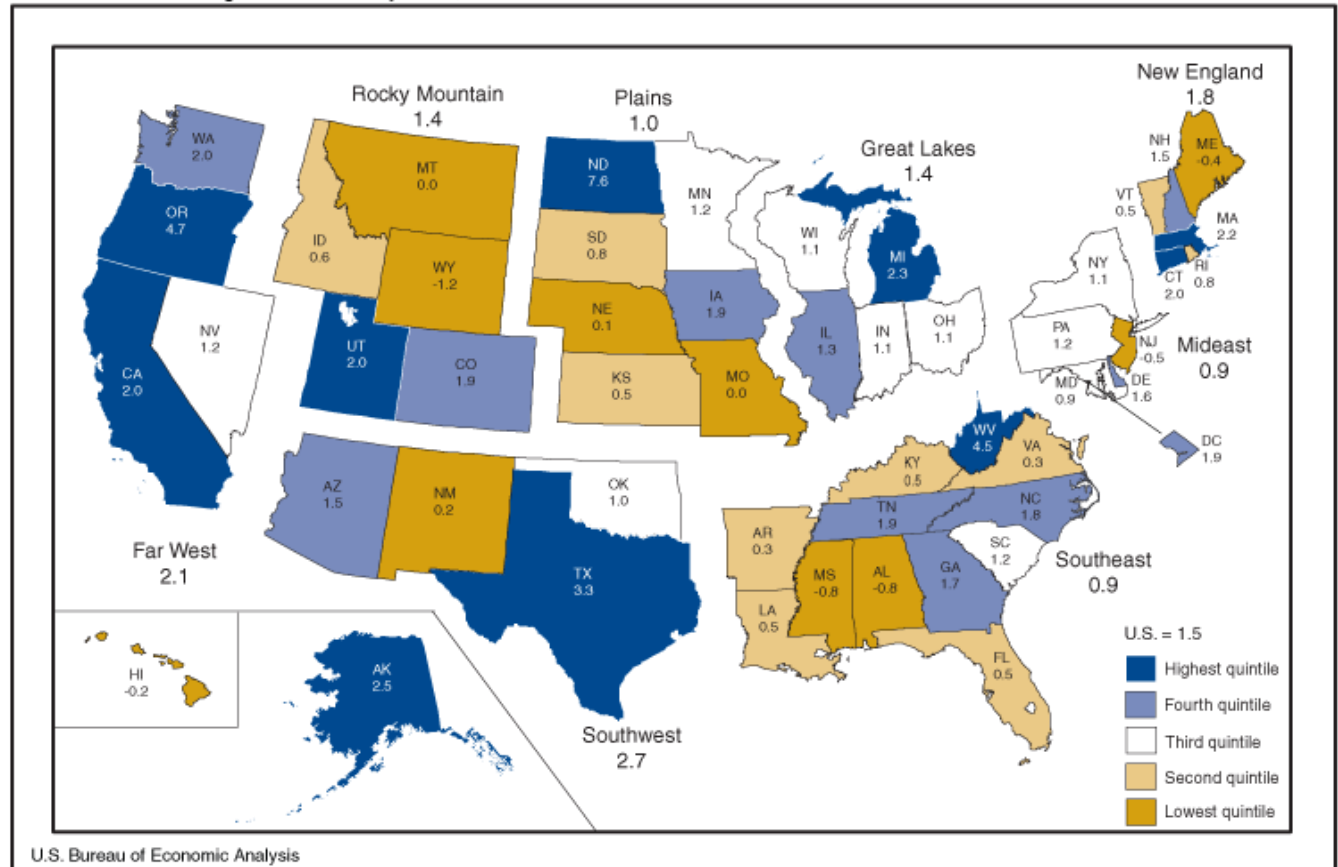 New England
1.8
Rocky Mountain
1.4
Plains
1.0
Great Lakes
1.4
WA
2.0
OR
4.7
CA
2.0
NV
1.2
ID
0.6
MT
0.0
WY
-1.2
UT
2.0
CO
1.9
ND
7.6
SD
0.8
NE
0.1
KS
0.5
MN
1.2
IA
1.9
MO
0.0
WI
1.1
IL
1.3
MI
2.3
IN
1.1
OH
1.1
NH
1.5
ME
-0.4
VT
0.5
MA
2.2
RI
0.8
CT
2.0
NY
1.1
PA
1.2
NJ
-0.5
Mideast
0.9
MD
0.9
DE
1.6
DC
1.9
AZ
1.5
NM
0.2
OK
1.0
TX
3.3
Far West
2.1
Southwest
2.7
HI
-0.2
AK
2.5
WV
4.5
VA
0.3
KY
0.5
TN
1.9
NC
1.8
SC
1.2
AR
0.3
LA
0.5
MS
-0.8
AL
-0.8
GA
1.7
FL
0.5
Southeast
0.9
U.S. = 1.5
Highest quintile
Fourth quintile
Third quintile
Second quintile
Lowest quintile
U.S. Bureau of Economic Analysis